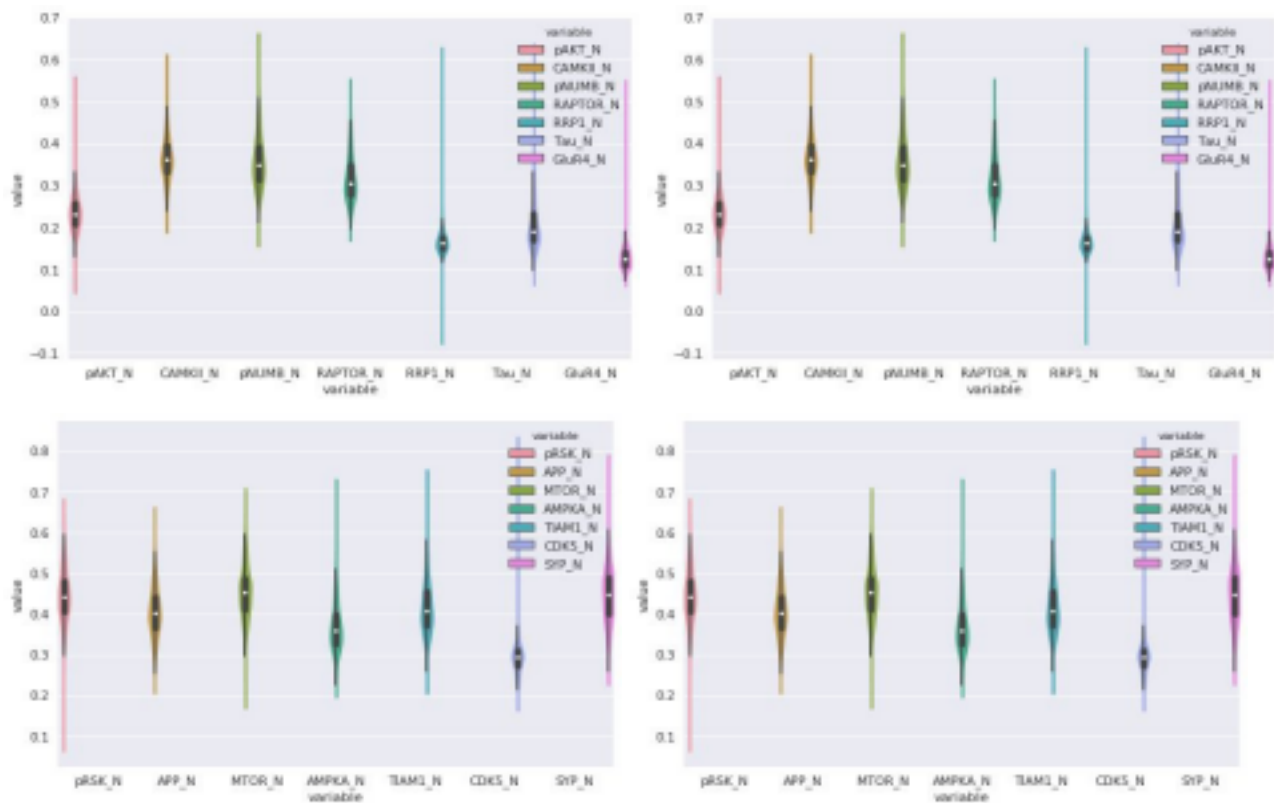 0.7
0.6
0.5
0.4
0.3
0.2
0.1
0.0
−0.1
value
variable
pAKT_N
CAMKII_N
pNUMB_N
RAPTOR_N
RRP1_N
Tau_N
GluR4_N
pAKT_N CAMKII_N pNUMB_N RAPTOR_N RRP1_N Tau_N GluR4_N
variable
0.7
0.6
0.5
0.4
0.3
0.2
0.1
0.0
−0.1
value
variable
pAKT_N
CAMKII_N
pNUMB_N
RAPTOR_N
RRP1_N
Tau_N
GluR4_N
pAKT_N CAMKII_N pNUMB_N RAPTOR_N RRP1_N Tau_N GluR4_N
variable
0.8
0.7
0.6
0.5
0.4
0.3
0.2
0.1
value
variable
pRSK_N
APP_N
MTOR_N
AMPKA_N
TIAM1_N
CDK5_N
SYP_N
pRSK_N APP_N MTOR_N AMPKA_N TIAM1_N CDK5_N SYP_N
variable
0.8
0.7
0.6
0.5
0.4
0.3
0.2
0.1
value
variable
pRSK_N
APP_N
MTOR_N
AMPKA_N
TIAM1_N
CDK5_N
SYP_N
pRSK_N APP_N MTOR_N AMPKA_N TIAM1_N CDK5_N SYP_N
variable